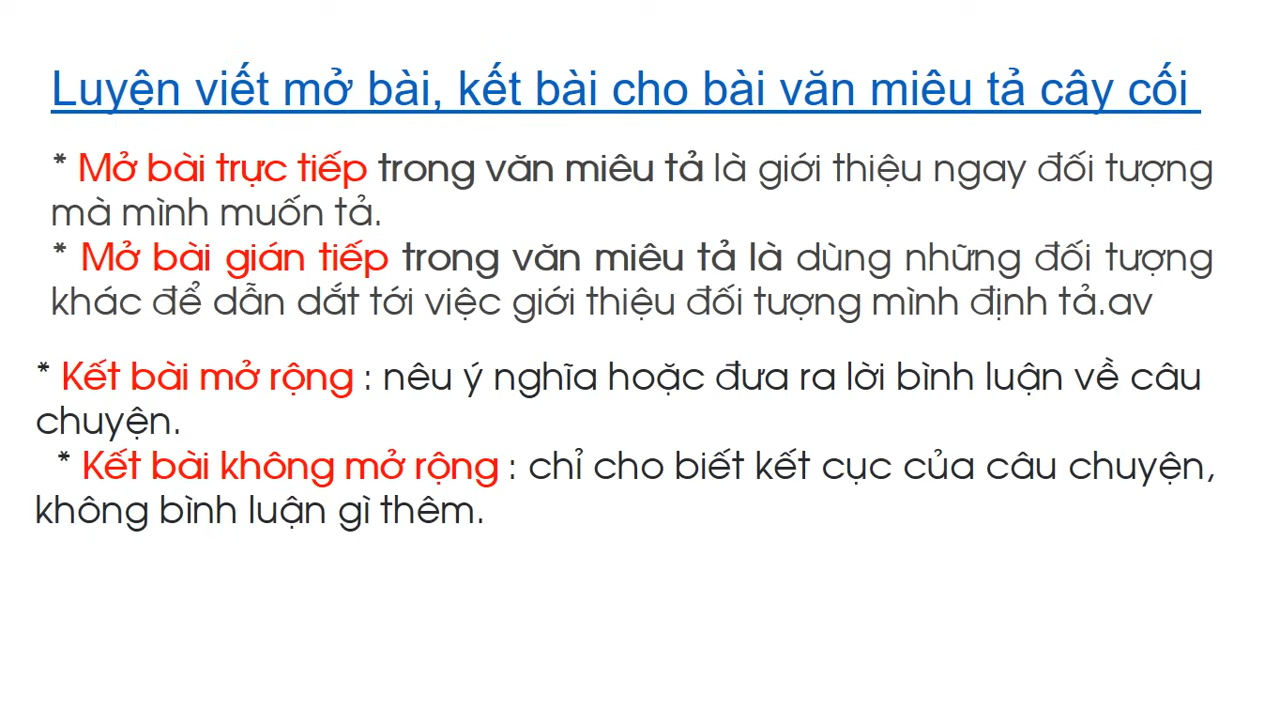 Luyện viết mở bài, kết bài cho bài văn miêu tả cây cối
* Mở bài trực tiếp trong văn miêu tả là giới thiệu ngay đối tượng
mà mình muốn tả.
* Mở bài gián tiếp trong văn miêu tả là dùng những đối tượng
khác để dẫn dắt tới việc giới thiệu đối tượng mình định tả.av
* Kết bài mở rộng : nêu ý nghĩa hoặc đưa ra lời bình luận về câu
chuyện.
* Kết bài không mở rộng : chỉ cho biết kết cục của câu chuyện,
không bình luận gì thêm.